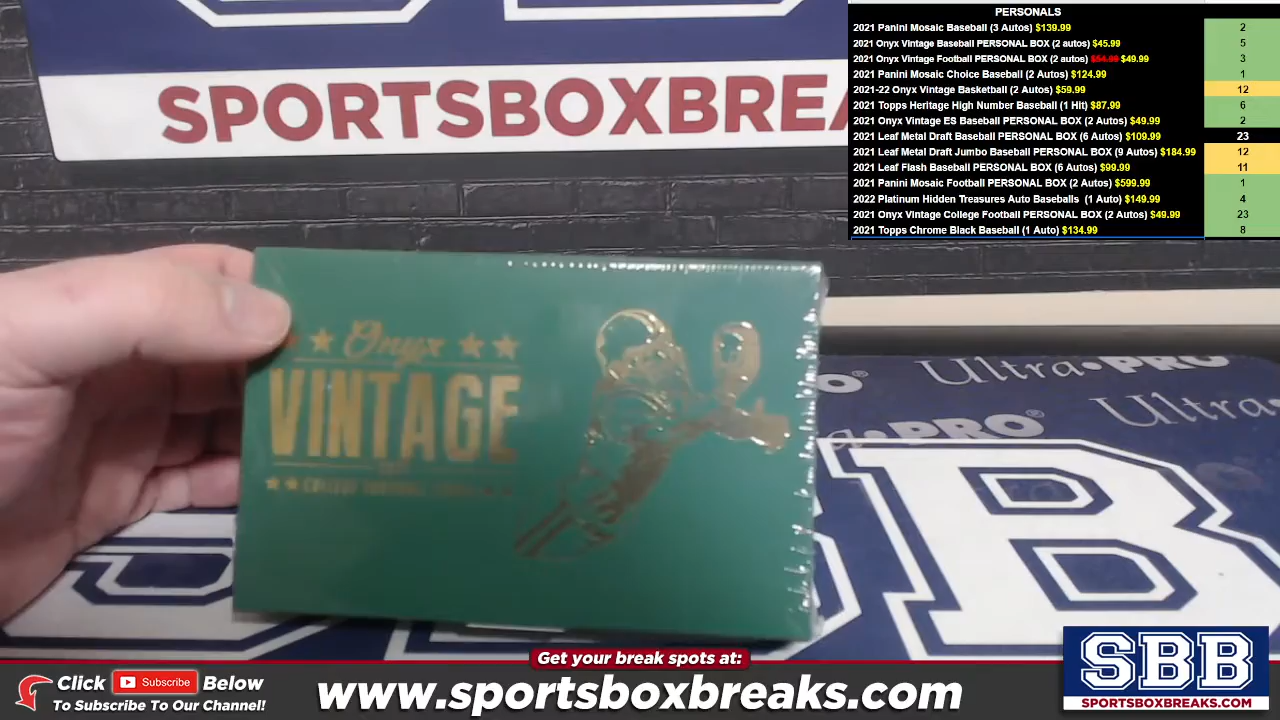 SPORTSBOXBREA
PERSONALS
2021 Panini Mosaic Baseball (3 Autos) $139.99 2
2021 Onyx Vintage Baseball PERSONAL BOX (2 autos) $45.99 5
2021 Onyx Vintage Football PERSONAL BOX (2 autos) $54.99 $49.99 3
2021 Panini Mosaic Choice Baseball (2 Autos) $124.99 1
2021-22 Onyx Vintage Basketball (2 Autos) $59.99 12
2021 Topps Heritage High Number Baseball (1 Hit) $87.99 6
2021 Onyx Vintage ES Baseball PERSONAL BOX (2 Autos) $49.99 2
2021 Leaf Metal Draft Baseball PERSONAL BOX (6 Autos) $109.99 23
2021 Leaf Metal Draft Jumbo Baseball PERSONAL BOX (9 Autos) $184.99 12
2021 Leaf Flash Baseball PERSONAL BOX (6 Autos) $99.99 11
2021 Panini Mosaic Football PERSONAL BOX (2 Autos) $599.99 1
2022 Platinum Hidden Treasures Auto Baseballs (1 Auto) $149.99 4
2021 Onyx Vintage College Football PERSONAL BOX (2 Autos) $49.99 23
2021 Topps Chrome Black Baseball (1 Auto) $134.99 8
Onyx
VINTAGE
COLLEGE FOOTBALL
Ultra•PRO®
a•PRO® Ultra•
B
Get your break spots at:
Click Subscribe Below
To Subscribe To Our Channel!
www.sportsboxbreaks.com
SBB
SPORTSBOXBREAKS.COM